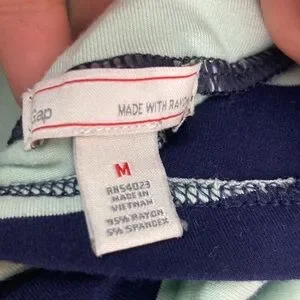 Gap
MADE WITH RAYON
M
RN54023
MADE IN
VIETNAM
95% RAYON
5% SPANDEX